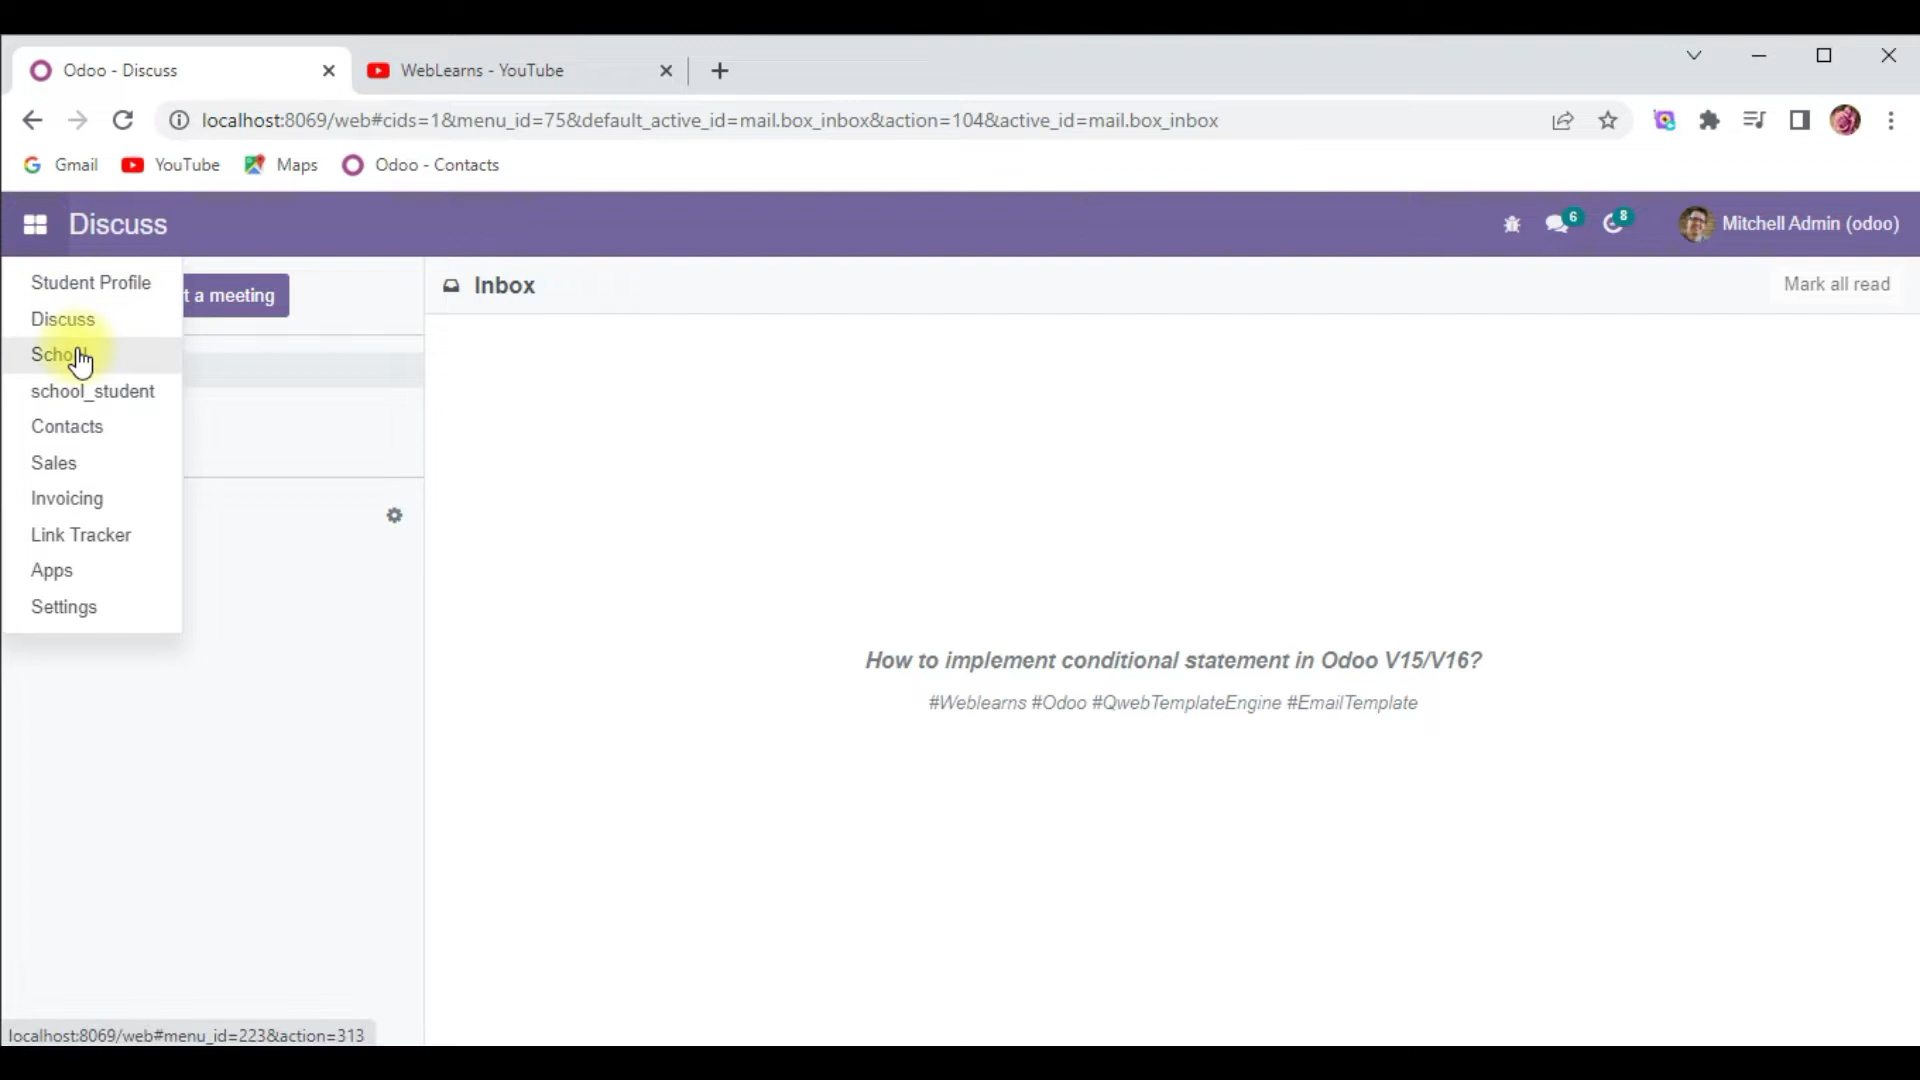 Odoo - Discuss
WebLearns - YouTube
localhost:8069/web#cids=1&menu_id=75&default_active_id=mail.box_inbox&action=104&active_id=mail.box_inbox
Gmail
YouTube
Maps
Odoo - Contacts
Discuss
6
8
Mitchell Admin (odoo)
Student Profile
Discuss
School
school_student
Contacts
Sales
Invoicing
Link Tracker
Apps
Settings
t a meeting
Inbox
Mark all read
How to implement conditional statement in Odoo V15/V16?
#Weblearns #Odoo #QwebTemplateEngine #EmailTemplate
localhost:8069/web#menu_id=223&action=313